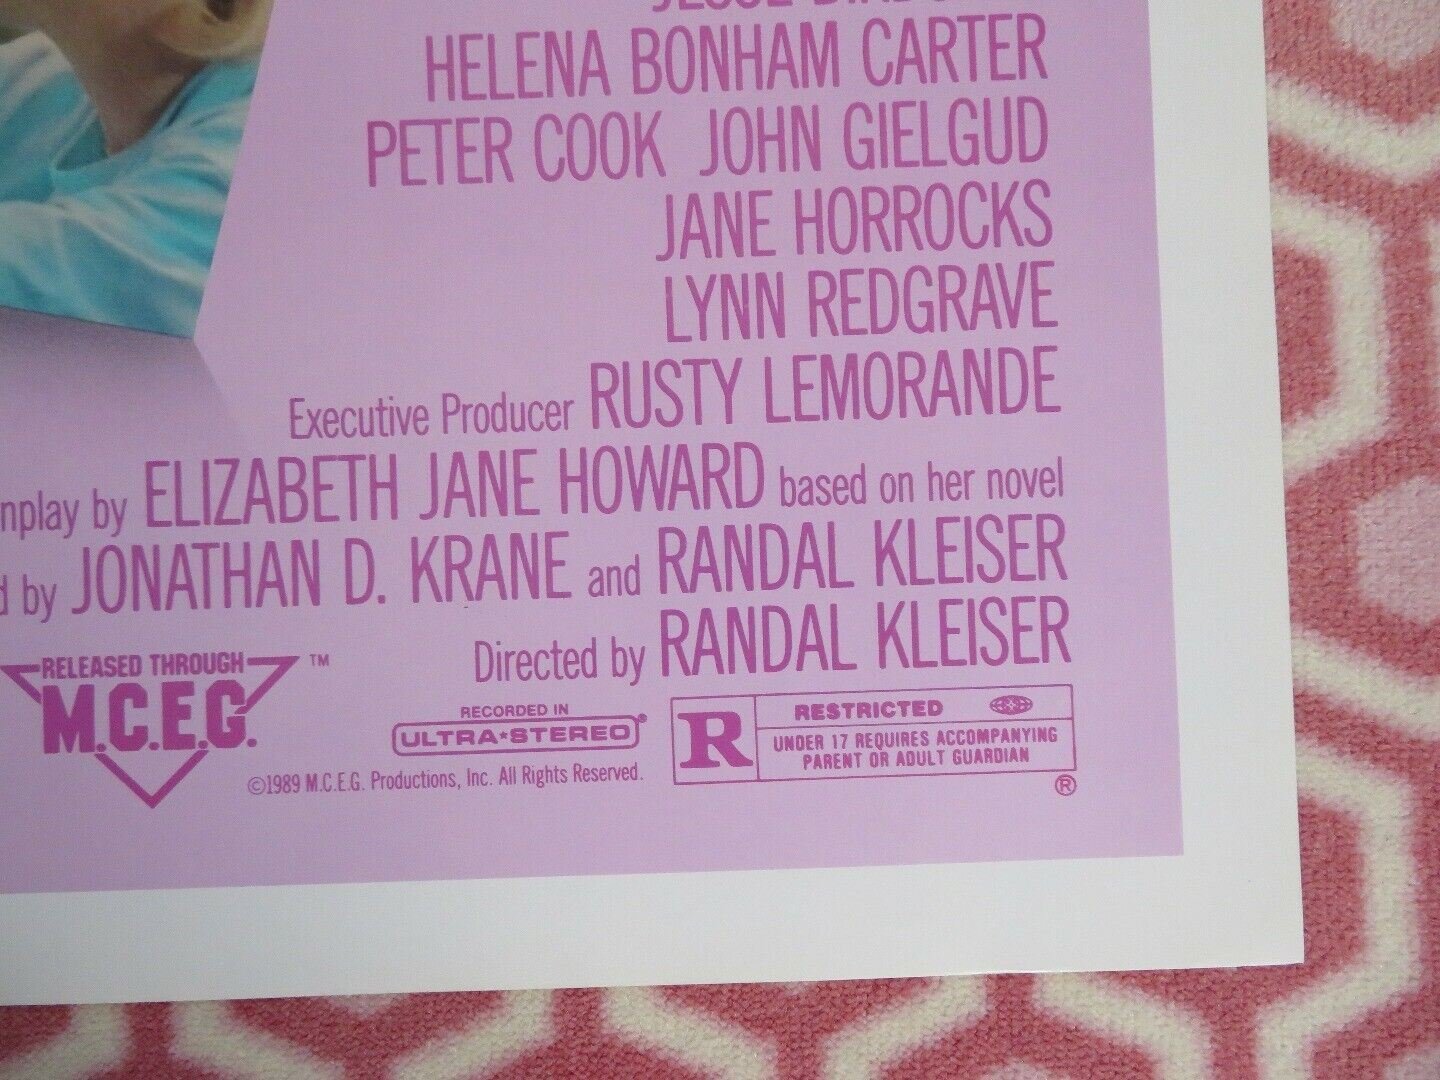 HELENA BONHAM CARTER
PETER COOK JOHN GIELGUD
JANE HORROCKS
LYNN REDGRAVE
Executive Producer RUSTY LEMORANDE
nplay by ELIZABETH JANE HOWARD based on her novel
d by JONATHAN D. KRANE and RANDAL KLEISER
Directed by RANDAL KLEISER
RELEASED THROUGH ™
M.C.E.G.
RECORDED IN
ULTRA★STEREO®
©1989 M.C.E.G. Productions, Inc. All Rights Reserved.
R RESTRICTED
UNDER 17 REQUIRES ACCOMPANYING
PARENT OR ADULT GUARDIAN
®